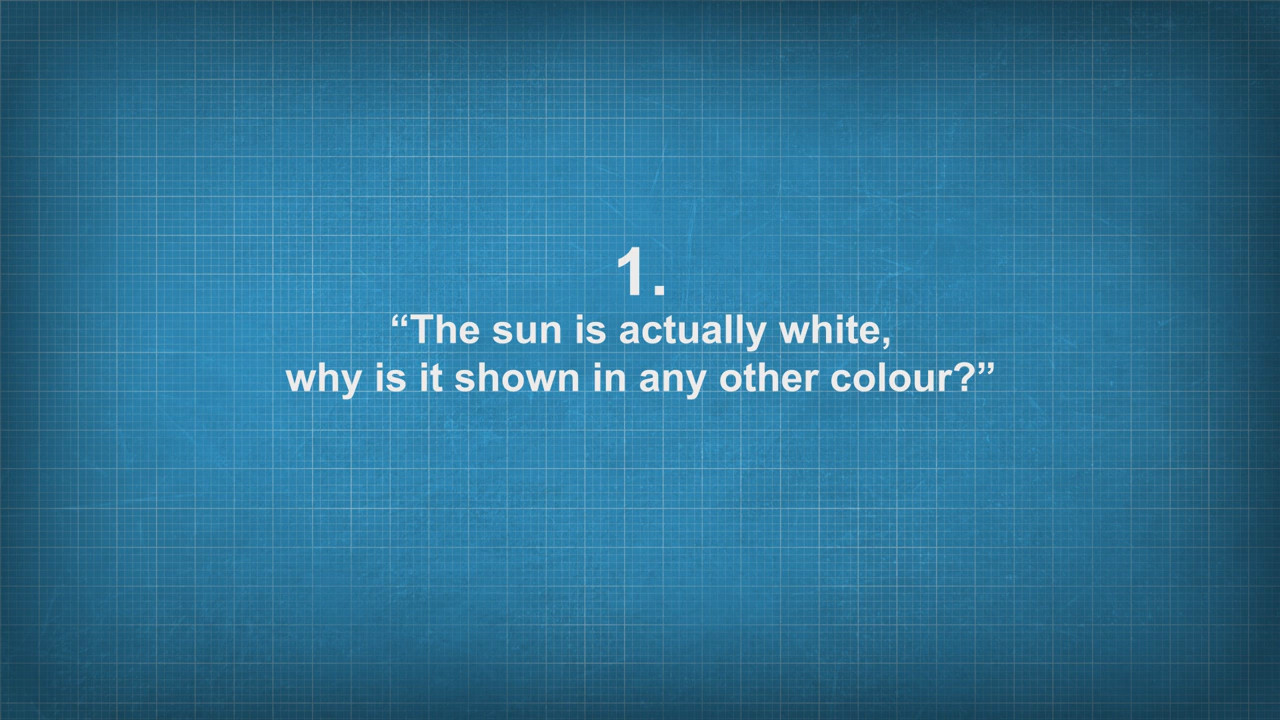 1.
“The sun is actually white,
why is it shown in any other colour?”